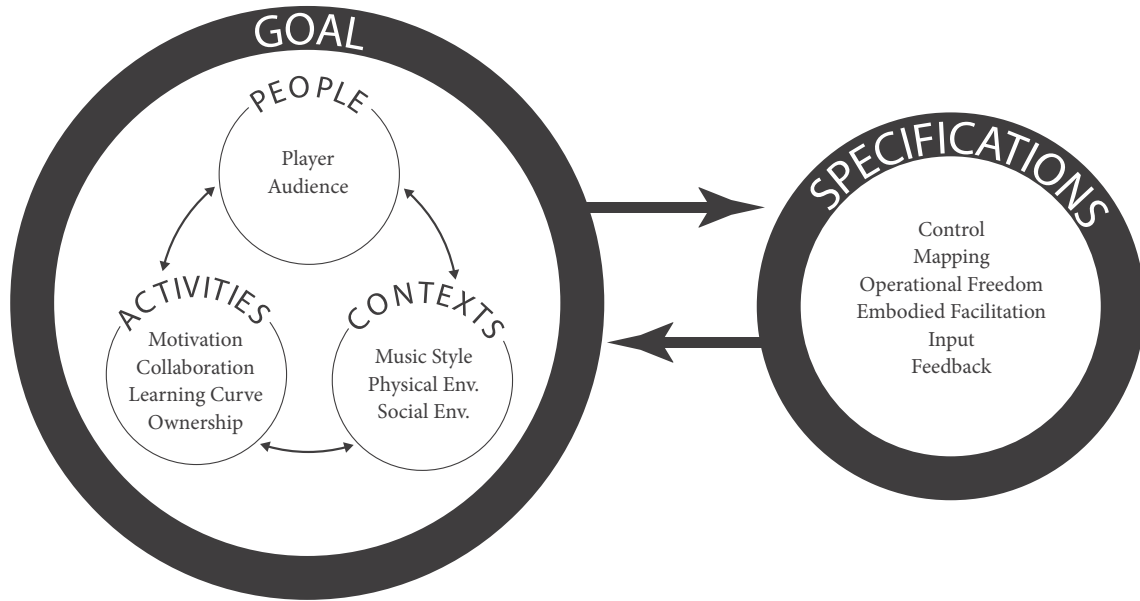 GOAL
PEOPLE
Player
Audience
ACTIVITIES
Motivation
Collaboration
Learning Curve
Ownership
CONTEXTS
Music Style
Physical Env.
Social Env.
SPECIFICATIONS
Control
Mapping
Operational Freedom
Embodied Facilitation
Input
Feedback